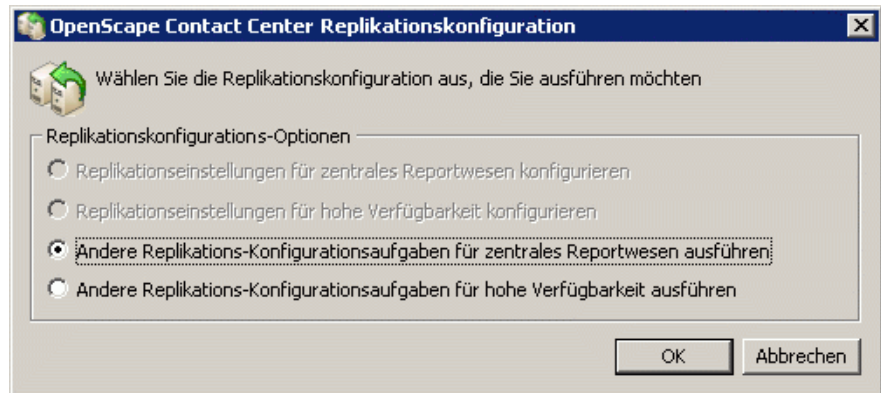 OpenScape Contact Center Replikationskonfiguration
Wählen Sie die Replikationskonfiguration aus, die Sie ausführen möchten
Replikationskonfigurations-Optionen
Replikationseinstellungen für zentrales Reportwesen konfigurieren
Replikationseinstellungen für hohe Verfügbarkeit konfigurieren
Andere Replikations-Konfigurationsaufgaben für zentrales Reportwesen ausführen
Andere Replikations-Konfigurationsaufgaben für hohe Verfügbarkeit ausführen
OK Abbrechen